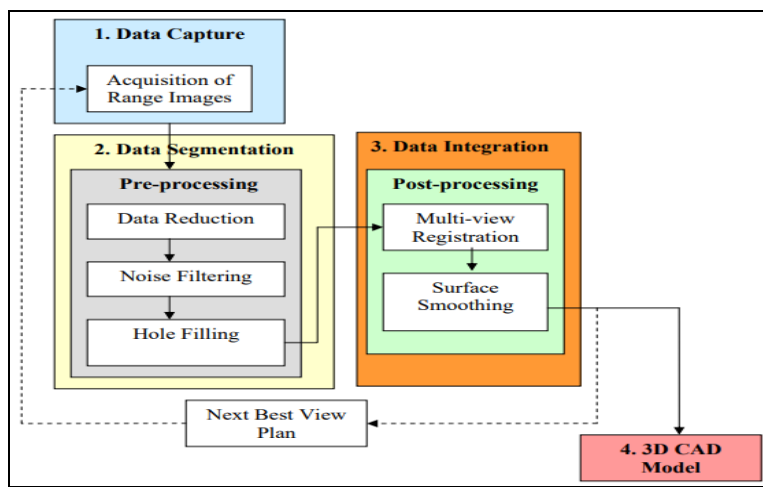 1. Data Capture
Acquisition of
Range Images
2. Data Segmentation
Pre-processing
Data Reduction
Noise Filtering
Hole Filling
3. Data Integration
Post-processing
Multi-view
Registration
Surface
Smoothing
Next Best View
Plan
4. 3D CAD
Model